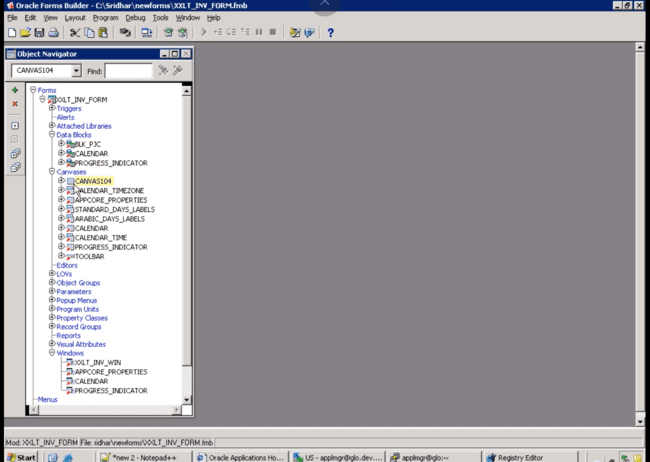 Oracle Forms Builder - C:\Sridhar\newforms\XXLT_INV_FORM.fmb
File Edit View Layout Program Debug Tools Window Help
Object Navigator
CANVAS104 Find:
Forms
XXLT_INV_FORM
Triggers
Alerts
Attached Libraries
Data Blocks
BLK_PJC
CALENDAR
PROGRESS_INDICATOR
Canvases
CANVAS104
CALENDAR_TIMEZONE
APPCORE_PROPERTIES
STANDARD_DAYS_LABELS
ARABIC_DAYS_LABELS
CALENDAR
CALENDAR_TIME
PROGRESS_INDICATOR
TOOLBAR
Editors
LOVs
Object Groups
Parameters
Popup Menus
Program Units
Property Classes
Record Groups
Reports
Visual Attributes
Windows
XXLT_INV_WIN
APPCORE_PROPERTIES
CALENDAR
PROGRESS_INDICATOR
Menus
Mod: XXLT_INV_FORM File: ridhar\newforms\XXLT_INV_FORM.fmb
Start *new 2 - Notepad++ Oracle Applications Ho... US - applmgr@glo.dev.... applmgr@glo:~ Registry Editor